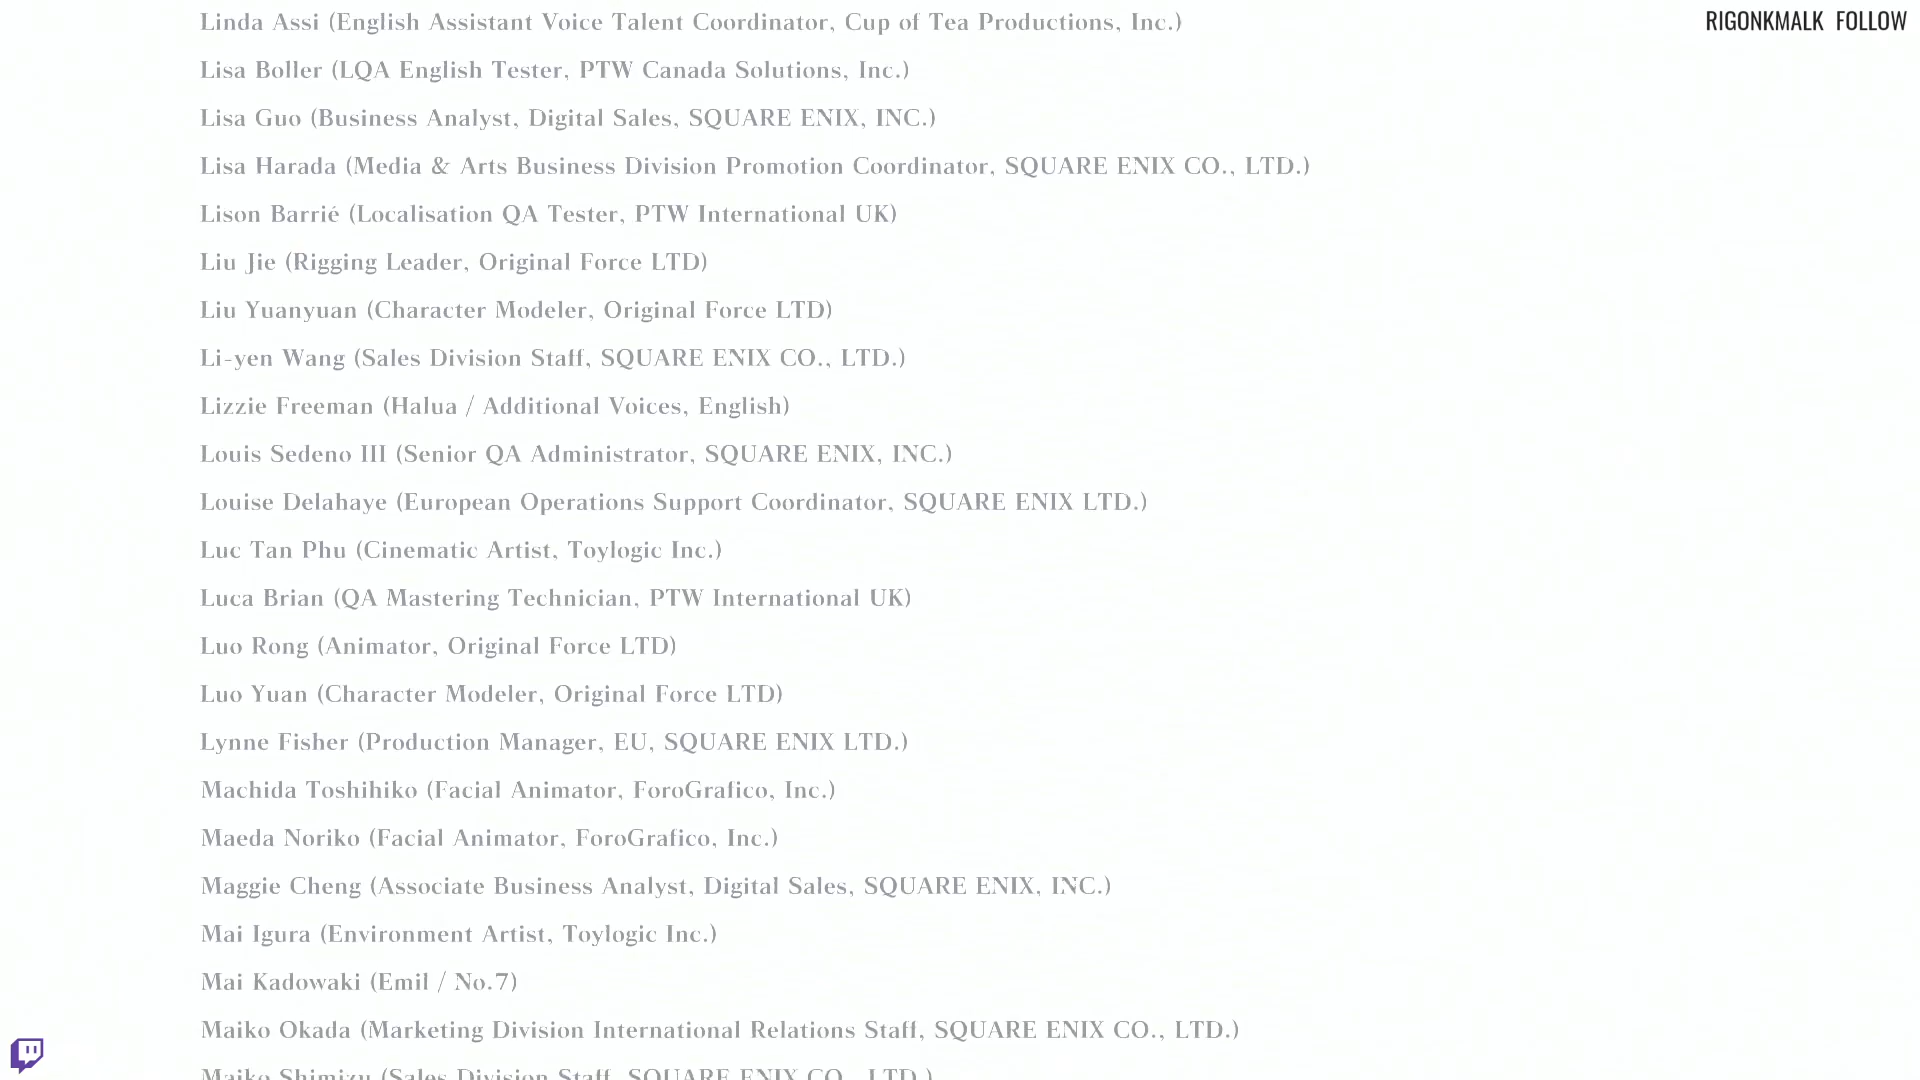 Linda Assi (English Assistant Voice Talent Coordinator, Cup of Tea Productions, Inc.)
RIGONKMALK FOLLOW
Lisa Boller (LQA English Tester, PTW Canada Solutions, Inc.)
Lisa Guo (Business Analyst, Digital Sales, SQUARE ENIX, INC.)
Lisa Harada (Media & Arts Business Division Promotion Coordinator, SQUARE ENIX CO., LTD.)
Lison Barrié (Localisation QA Tester, PTW International UK)
Liu Jie (Rigging Leader, Original Force LTD)
Liu Yuanyuan (Character Modeler, Original Force LTD)
Li-yen Wang (Sales Division Staff, SQUARE ENIX CO., LTD.)
Lizzie Freeman (Halua / Additional Voices, English)
Louis Sedeno III (Senior QA Administrator, SQUARE ENIX, INC.)
Louise Delahaye (European Operations Support Coordinator, SQUARE ENIX LTD.)
Luc Tan Phu (Cinematic Artist, Toylogic Inc.)
Luca Brian (QA Mastering Technician, PTW International UK)
Luo Rong (Animator, Original Force LTD)
Luo Yuan (Character Modeler, Original Force LTD)
Lynne Fisher (Production Manager, EU, SQUARE ENIX LTD.)
Machida Toshihiko (Facial Animator, ForoGrafico, Inc.)
Maeda Noriko (Facial Animator, ForoGrafico, Inc.)
Maggie Cheng (Associate Business Analyst, Digital Sales, SQUARE ENIX, INC.)
Mai Igura (Environment Artist, Toylogic Inc.)
Mai Kadowaki (Emil / No.7)
Maiko Okada (Marketing Division International Relations Staff, SQUARE ENIX CO., LTD.)
Maiko Shimizu (Sales Division Staff, SQUARE ENIX CO., LTD.)